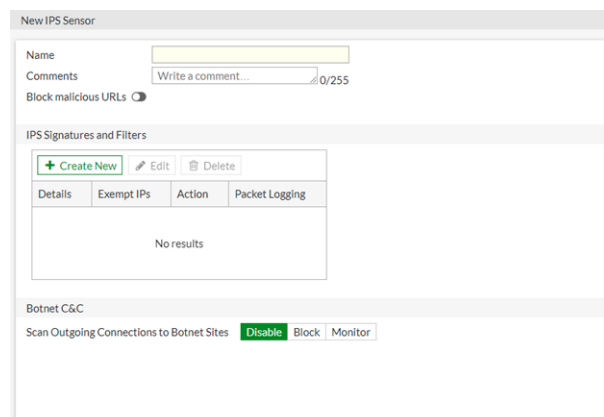 New IPS Sensor
Name
Comments Write a comment... 0/255
Block malicious URLs
IPS Signatures and Filters
+ Create New Edit Delete
Details Exempt IPs Action Packet Logging
No results
Botnet C&C
Scan Outgoing Connections to Botnet Sites Disable Block Monitor